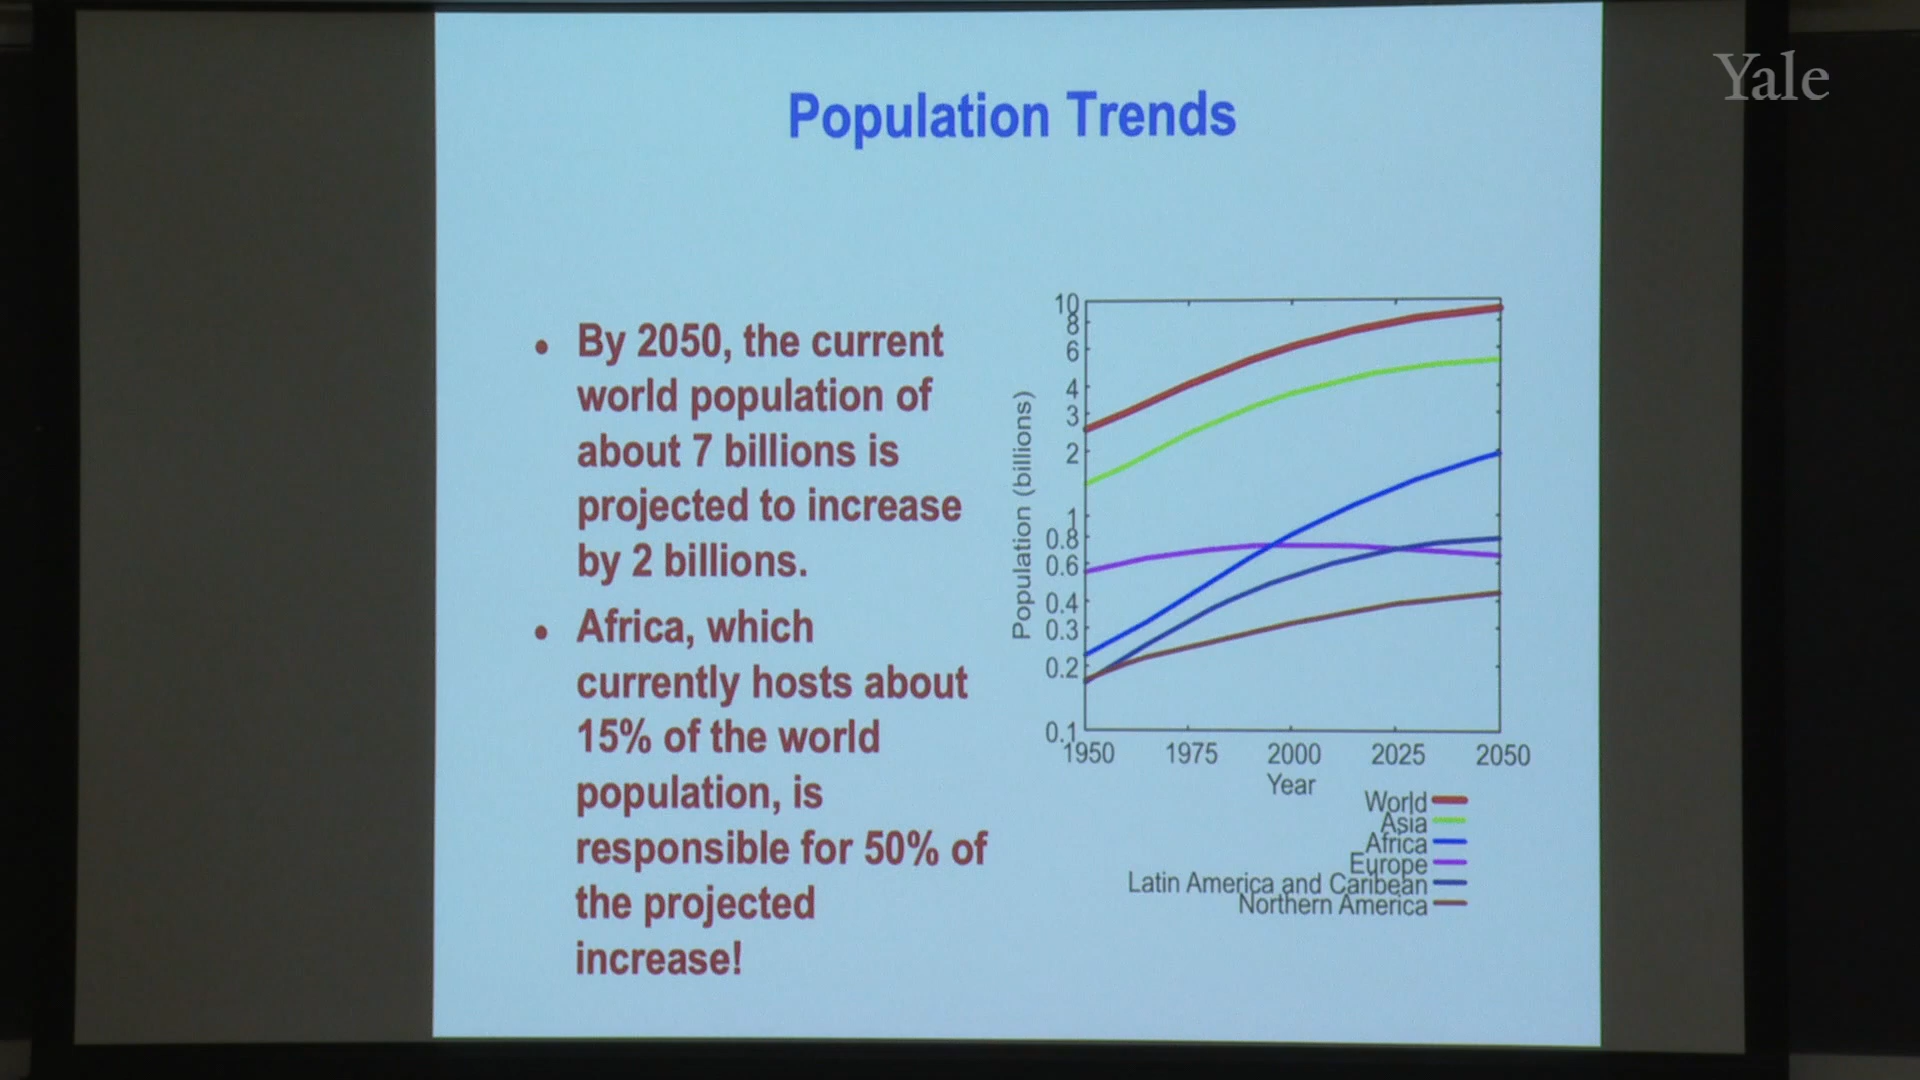 Yale
Population Trends
• By 2050, the current
world population of
about 7 billions is
projected to increase
by 2 billions.
• Africa, which
currently hosts about
15% of the world
population, is
responsible for 50% of
the projected
increase!
Population (billions)
10
8
6
4
3
2
1
0.8
0.6
0.4
0.3
0.2
0.1
1950 1975 2000 2025 2050
Year
World
Asia
Africa
Europe
Latin America and Caribean
Northern America